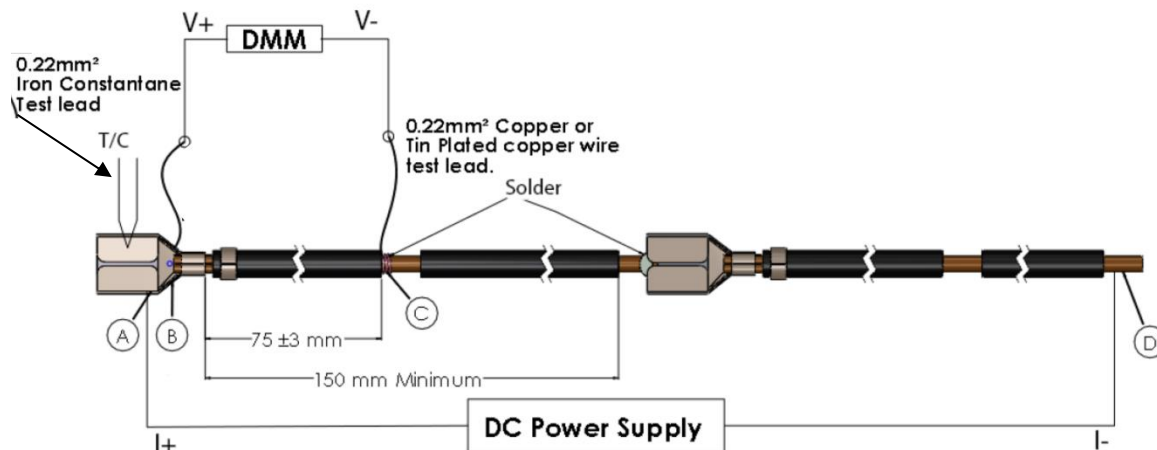 V+
DMM
V-
0.22mm²
Iron Constantane
Test lead
T/C
0.22mm² Copper or
Tin Plated copper wire
test lead.
Solder
A
B
C
D
75 ±3 mm
150 mm Minimum
DC Power Supply
I+
I-